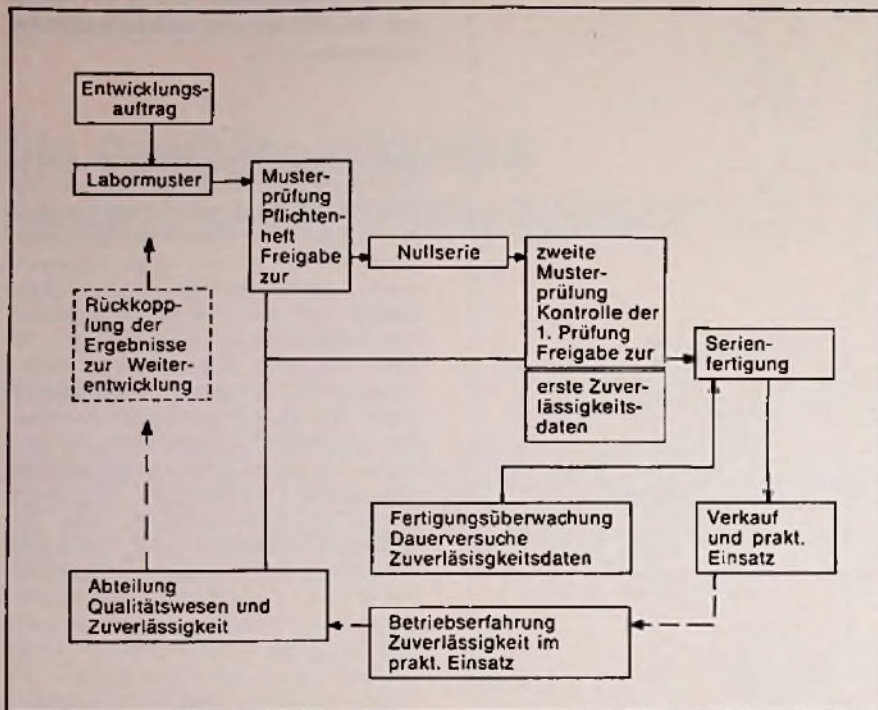 Entwicklungs-
auftrag
Labormuster
Muster-
prüfung
Pflichten-
heft
Freigabe
zur
Nullserie
zweite
Muster-
prüfung
Kontrolle der
1. Prüfung
Freigabe zur
erste Zuver-
lässigkeits-
daten
Serien-
fertigung
Rückkopp-
lung der
Ergebnisse
zur Weiter-
entwicklung
Fertigungsüberwachung
Dauerversuche
Zuverläsisgkeitsdaten
Verkauf
und prakt.
Einsatz
Abteilung
Qualitätswesen und
Zuverlässigkeit
Betriebserfahrung
Zuverlässigkeit im
prakt. Einsatz